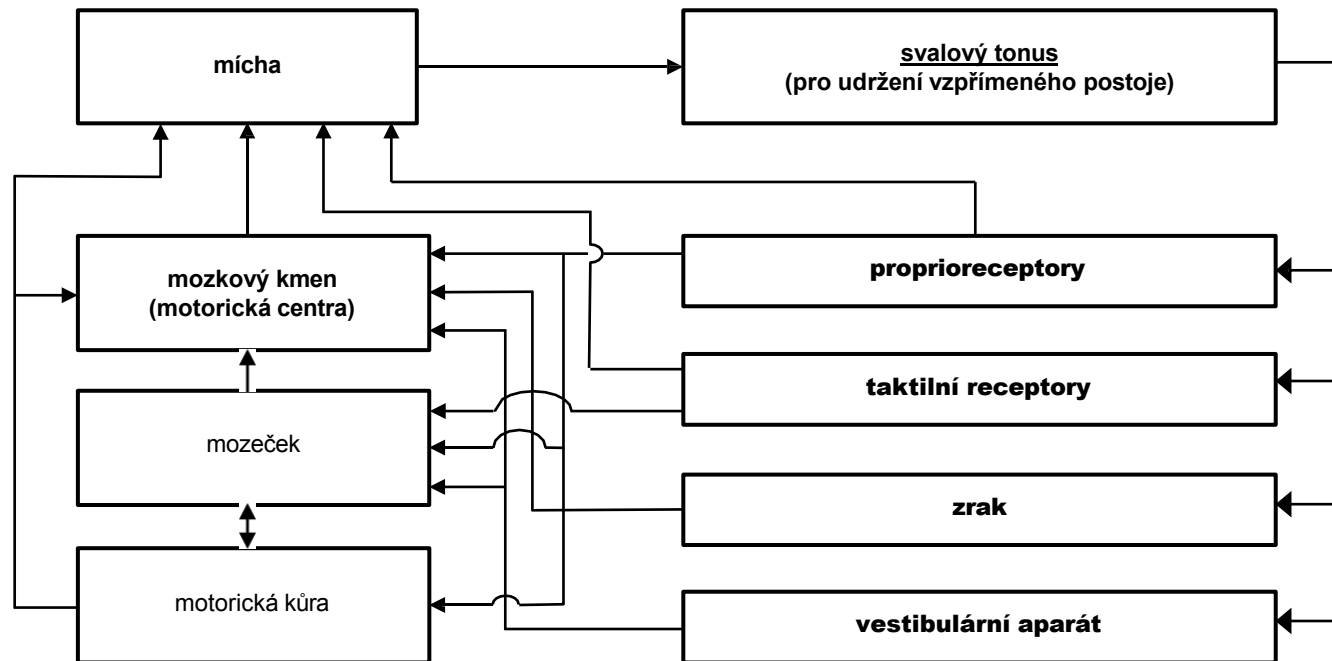 mícha
svalový tonus
(pro udržení vzpřímeného postoje)
mozkový kmen
(motorická centra)
proprioreceptory
taktilní receptory
mozeček
zrak
motorická kůra
vestibulární aparát